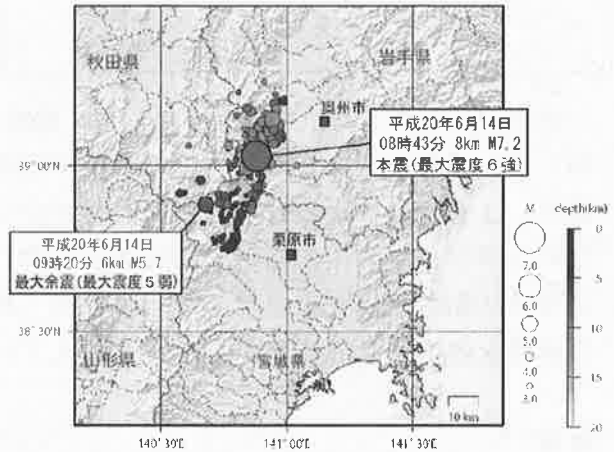 秋田県
岩手県
奥州市
平成20年6月14日
08時43分 8km M7.2
本震(最大震度6強)
39°00'N
平成20年6月14日
09時20分 6km M5.7
最大余震(最大震度5弱)
栗原市
38°30'N
山形県
宮城県
10 km
140°30'E
141°00'E
141°30'E
M
7.0
6.0
5.0
4.0
3.0
depth(km)
0
5
10
15
20